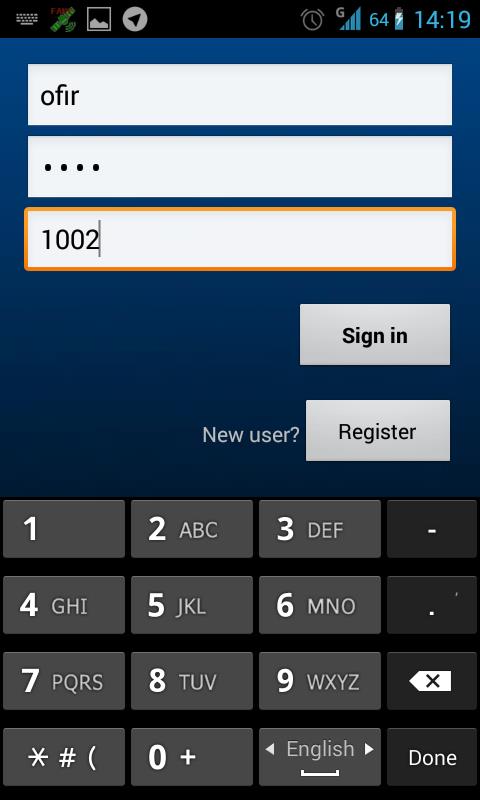 FAKE G 64 14:19
ofir
••••
1002
Sign in
New user? Register
1 2 ABC 3 DEF -
4 GHI 5 JKL 6 MNO . ,
7 PQRS 8 TUV 9 WXYZ
* # ( 0 + English Done